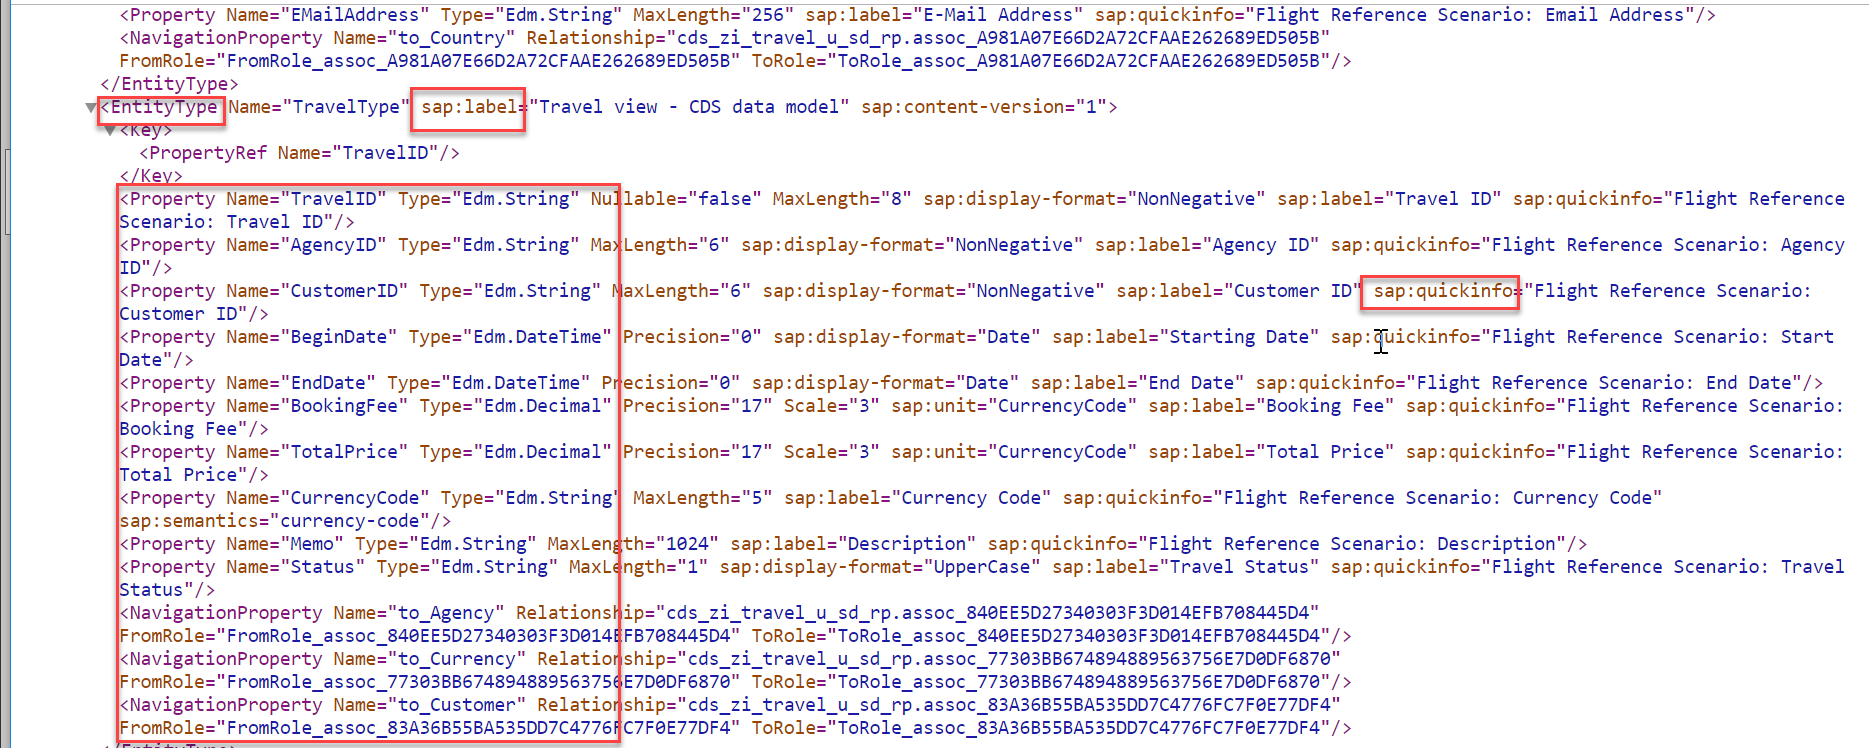 <Property Name="EMailAddress" Type="Edm.String" MaxLength="256" sap:label="E-Mail Address" sap:quickinfo="Flight Reference Scenario: Email Address"/>
<NavigationProperty Name="to_Country" Relationship="cds_zi_travel_u_sd_rp.assoc_A981A07E66D2A72CFAAE262689ED505B"
FromRole="FromRole_assoc_A981A07E66D2A72CFAAE262689ED505B" ToRole="ToRole_assoc_A981A07E66D2A72CFAAE262689ED505B"/>
</EntityType>
<EntityType Name="TravelType" sap:label="Travel view - CDS data model" sap:content-version="1">
<Key>
<PropertyRef Name="TravelID"/>
</Key>
<Property Name="TravelID" Type="Edm.String" Nullable="false" MaxLength="8" sap:display-format="NonNegative" sap:label="Travel ID" sap:quickinfo="Flight Reference
Scenario: Travel ID"/>
<Property Name="AgencyID" Type="Edm.String" MaxLength="6" sap:display-format="NonNegative" sap:label="Agency ID" sap:quickinfo="Flight Reference Scenario: Agency
ID"/>
<Property Name="CustomerID" Type="Edm.String" MaxLength="6" sap:display-format="NonNegative" sap:label="Customer ID" sap:quickinfo="Flight Reference Scenario:
Customer ID"/>
<Property Name="BeginDate" Type="Edm.DateTime" Precision="0" sap:display-format="Date" sap:label="Starting Date" sap:quickinfo="Flight Reference Scenario: Start
Date"/>
<Property Name="EndDate" Type="Edm.DateTime" Precision="0" sap:display-format="Date" sap:label="End Date" sap:quickinfo="Flight Reference Scenario: End Date"/>
<Property Name="BookingFee" Type="Edm.Decimal" Precision="17" Scale="3" sap:unit="CurrencyCode" sap:label="Booking Fee" sap:quickinfo="Flight Reference Scenario:
Booking Fee"/>
<Property Name="TotalPrice" Type="Edm.Decimal" Precision="17" Scale="3" sap:unit="CurrencyCode" sap:label="Total Price" sap:quickinfo="Flight Reference Scenario:
Total Price"/>
<Property Name="CurrencyCode" Type="Edm.String" MaxLength="5" sap:label="Currency Code" sap:quickinfo="Flight Reference Scenario: Currency Code"
sap:semantics="currency-code"/>
<Property Name="Memo" Type="Edm.String" MaxLength="1024" sap:label="Description" sap:quickinfo="Flight Reference Scenario: Description"/>
<Property Name="Status" Type="Edm.String" MaxLength="1" sap:display-format="UpperCase" sap:label="Travel Status" sap:quickinfo="Flight Reference Scenario: Travel
Status"/>
<NavigationProperty Name="to_Agency" Relationship="cds_zi_travel_u_sd_rp.assoc_840EE5D27340303F3D014EFB708445D4"
FromRole="FromRole_assoc_840EE5D27340303F3D014EFB708445D4" ToRole="ToRole_assoc_840EE5D27340303F3D014EFB708445D4"/>
<NavigationProperty Name="to_Currency" Relationship="cds_zi_travel_u_sd_rp.assoc_77303BB674894889563756E7D0DF6870"
FromRole="FromRole_assoc_77303BB674894889563756E7D0DF6870" ToRole="ToRole_assoc_77303BB674894889563756E7D0DF6870"/>
<NavigationProperty Name="to_Customer" Relationship="cds_zi_travel_u_sd_rp.assoc_83A36B55BA535DD7C4776FC7F0E77DF4"
FromRole="FromRole_assoc_83A36B55BA535DD7C4776FC7F0E77DF4" ToRole="ToRole_assoc_83A36B55BA535DD7C4776FC7F0E77DF4"/>